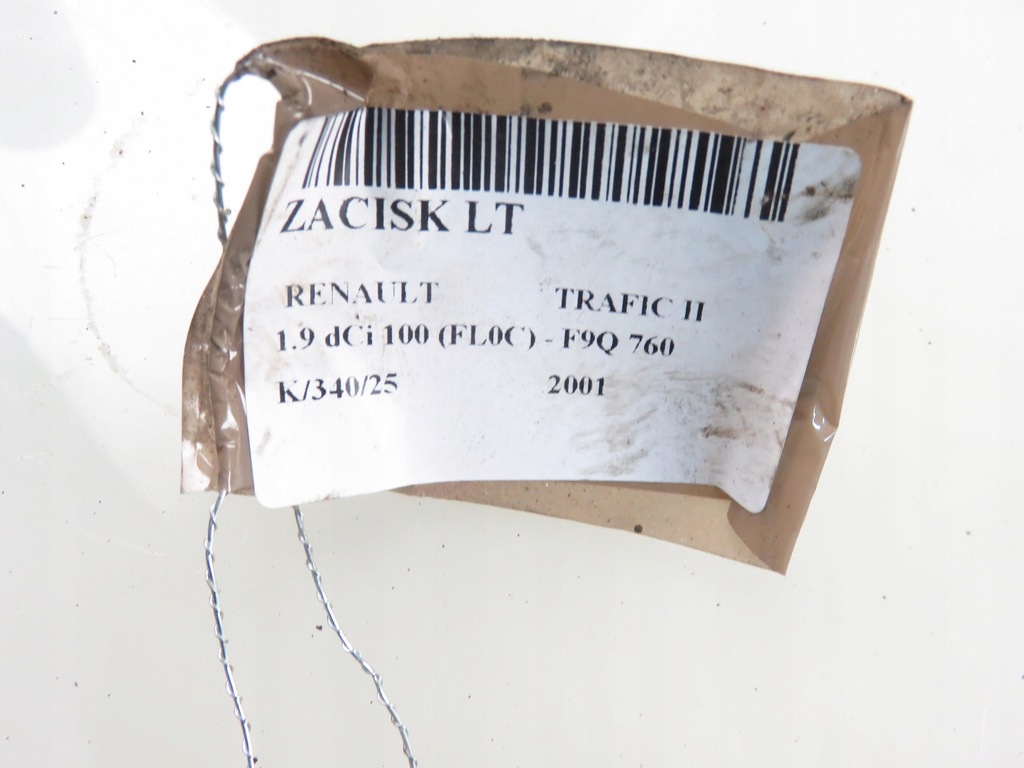 ZACISK LT
RENAULT TRAFIC II
1.9 dCi 100 (FL0C) - F9Q 760
K/340/25 2001